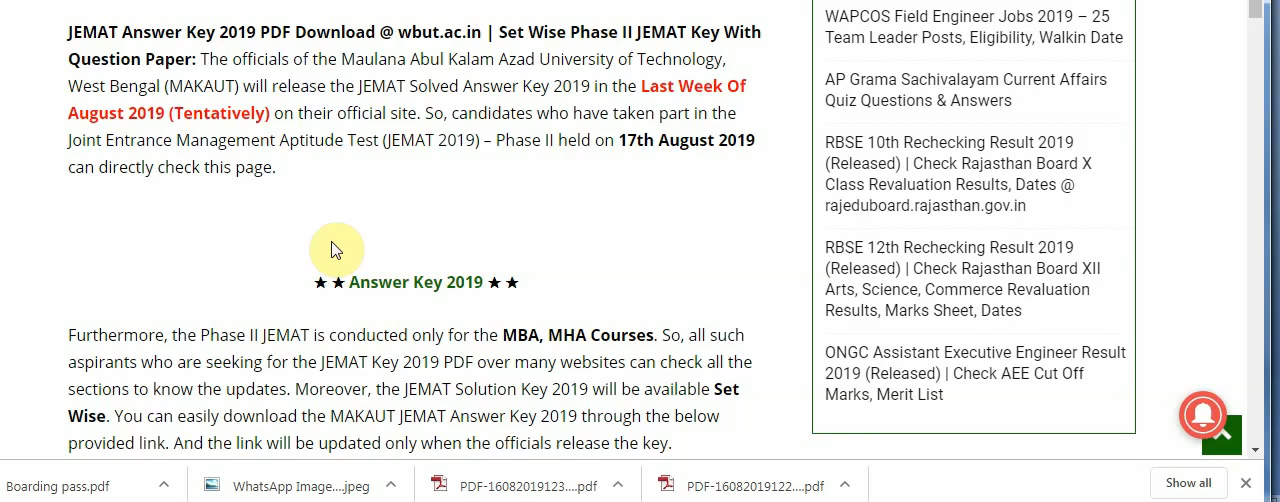 JEMAT Answer Key 2019 PDF Download @ wbut.ac.in | Set Wise Phase II JEMAT Key With
Question Paper: The officials of the Maulana Abul Kalam Azad University of Technology,
West Bengal (MAKAUT) will release the JEMAT Solved Answer Key 2019 in the Last Week Of
August 2019 (Tentatively) on their official site. So, candidates who have taken part in the
Joint Entrance Management Aptitude Test (JEMAT 2019) – Phase II held on 17th August 2019
can directly check this page.
★ ★ Answer Key 2019 ★ ★
Furthermore, the Phase II JEMAT is conducted only for the MBA, MHA Courses. So, all such
aspirants who are seeking for the JEMAT Key 2019 PDF over many websites can check all the
sections to know the updates. Moreover, the JEMAT Solution Key 2019 will be available Set
Wise. You can easily download the MAKAUT JEMAT Answer Key 2019 through the below
provided link. And the link will be updated only when the officials release the key.
WAPCOS Field Engineer Jobs 2019 – 25
Team Leader Posts, Eligibility, Walkin Date
AP Grama Sachivalayam Current Affairs
Quiz Questions & Answers
RBSE 10th Rechecking Result 2019
(Released) | Check Rajasthan Board X
Class Revaluation Results, Dates @
rajeduboard.rajasthan.gov.in
RBSE 12th Rechecking Result 2019
(Released) | Check Rajasthan Board XII
Arts, Science, Commerce Revaluation
Results, Marks Sheet, Dates
ONGC Assistant Executive Engineer Result
2019 (Released) | Check AEE Cut Off
Marks, Merit List
Boarding pass.pdf
WhatsApp Image....jpeg
PDF-16082019123....pdf
PDF-16082019122....pdf
Show all